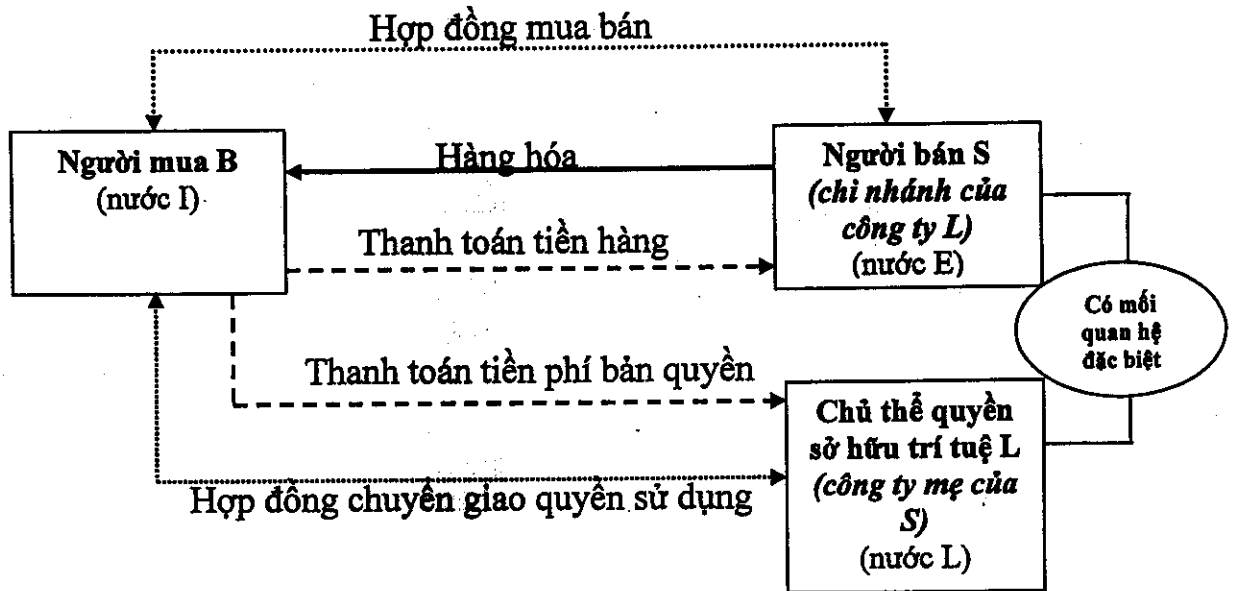 Hợp đồng mua bán
Người mua B
(nước I)
Hàng hóa
Người bán S
(chi nhánh của
công ty L)
(nước E)
Thanh toán tiền hàng
Có mối
quan hệ
đặc biệt
Thanh toán tiền phí bản quyền
Chủ thể quyền
sở hữu trí tuệ L
(công ty mẹ của
S)
(nước L)
Hợp đồng chuyển giao quyền sử dụng